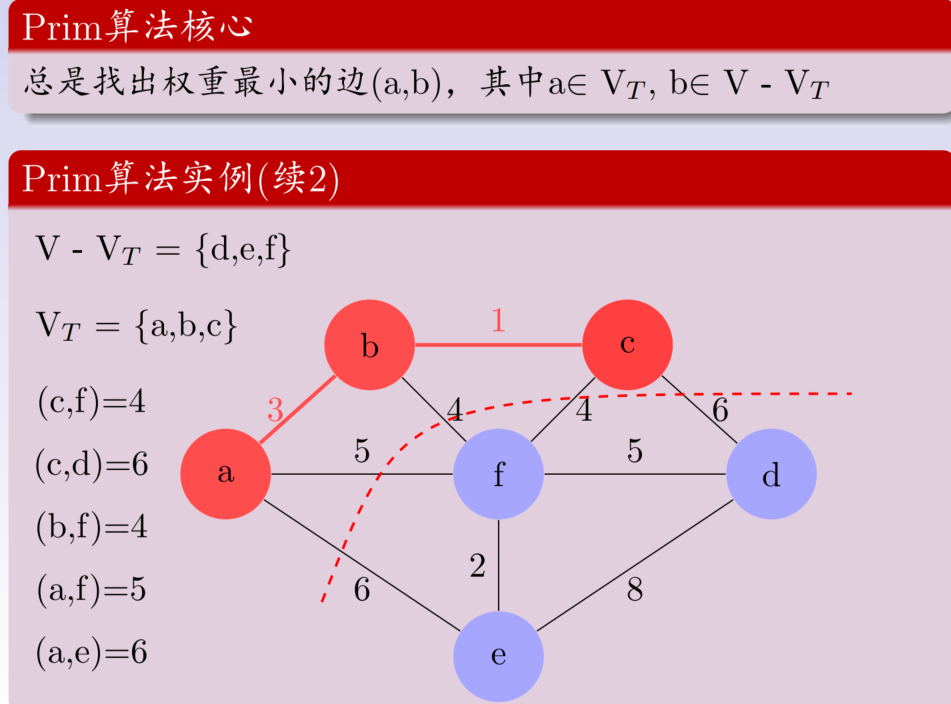 Prim算法核心
总是找出权重最小的边(a,b)，其中a∈ V_T, b∈ V - V_T
Prim算法实例(续2)
V - V_T = {d,e,f}
V_T = {a,b,c}
(c,f)=4
(c,d)=6
(b,f)=4
(a,f)=5
(a,e)=6
b
1
c
3
4
4
6
a
5
f
5
d
2
6
8
e